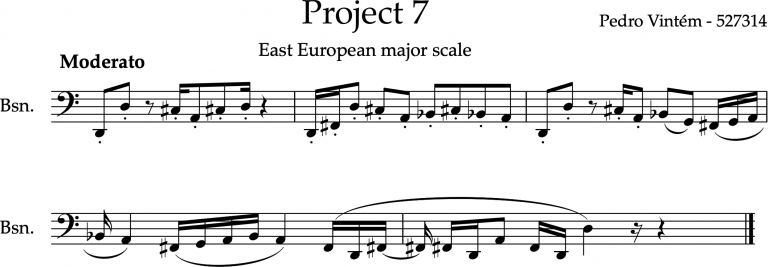 Project 7
Pedro Vintém - 527314
East European major scale
Moderato
Bsn.
Bsn.